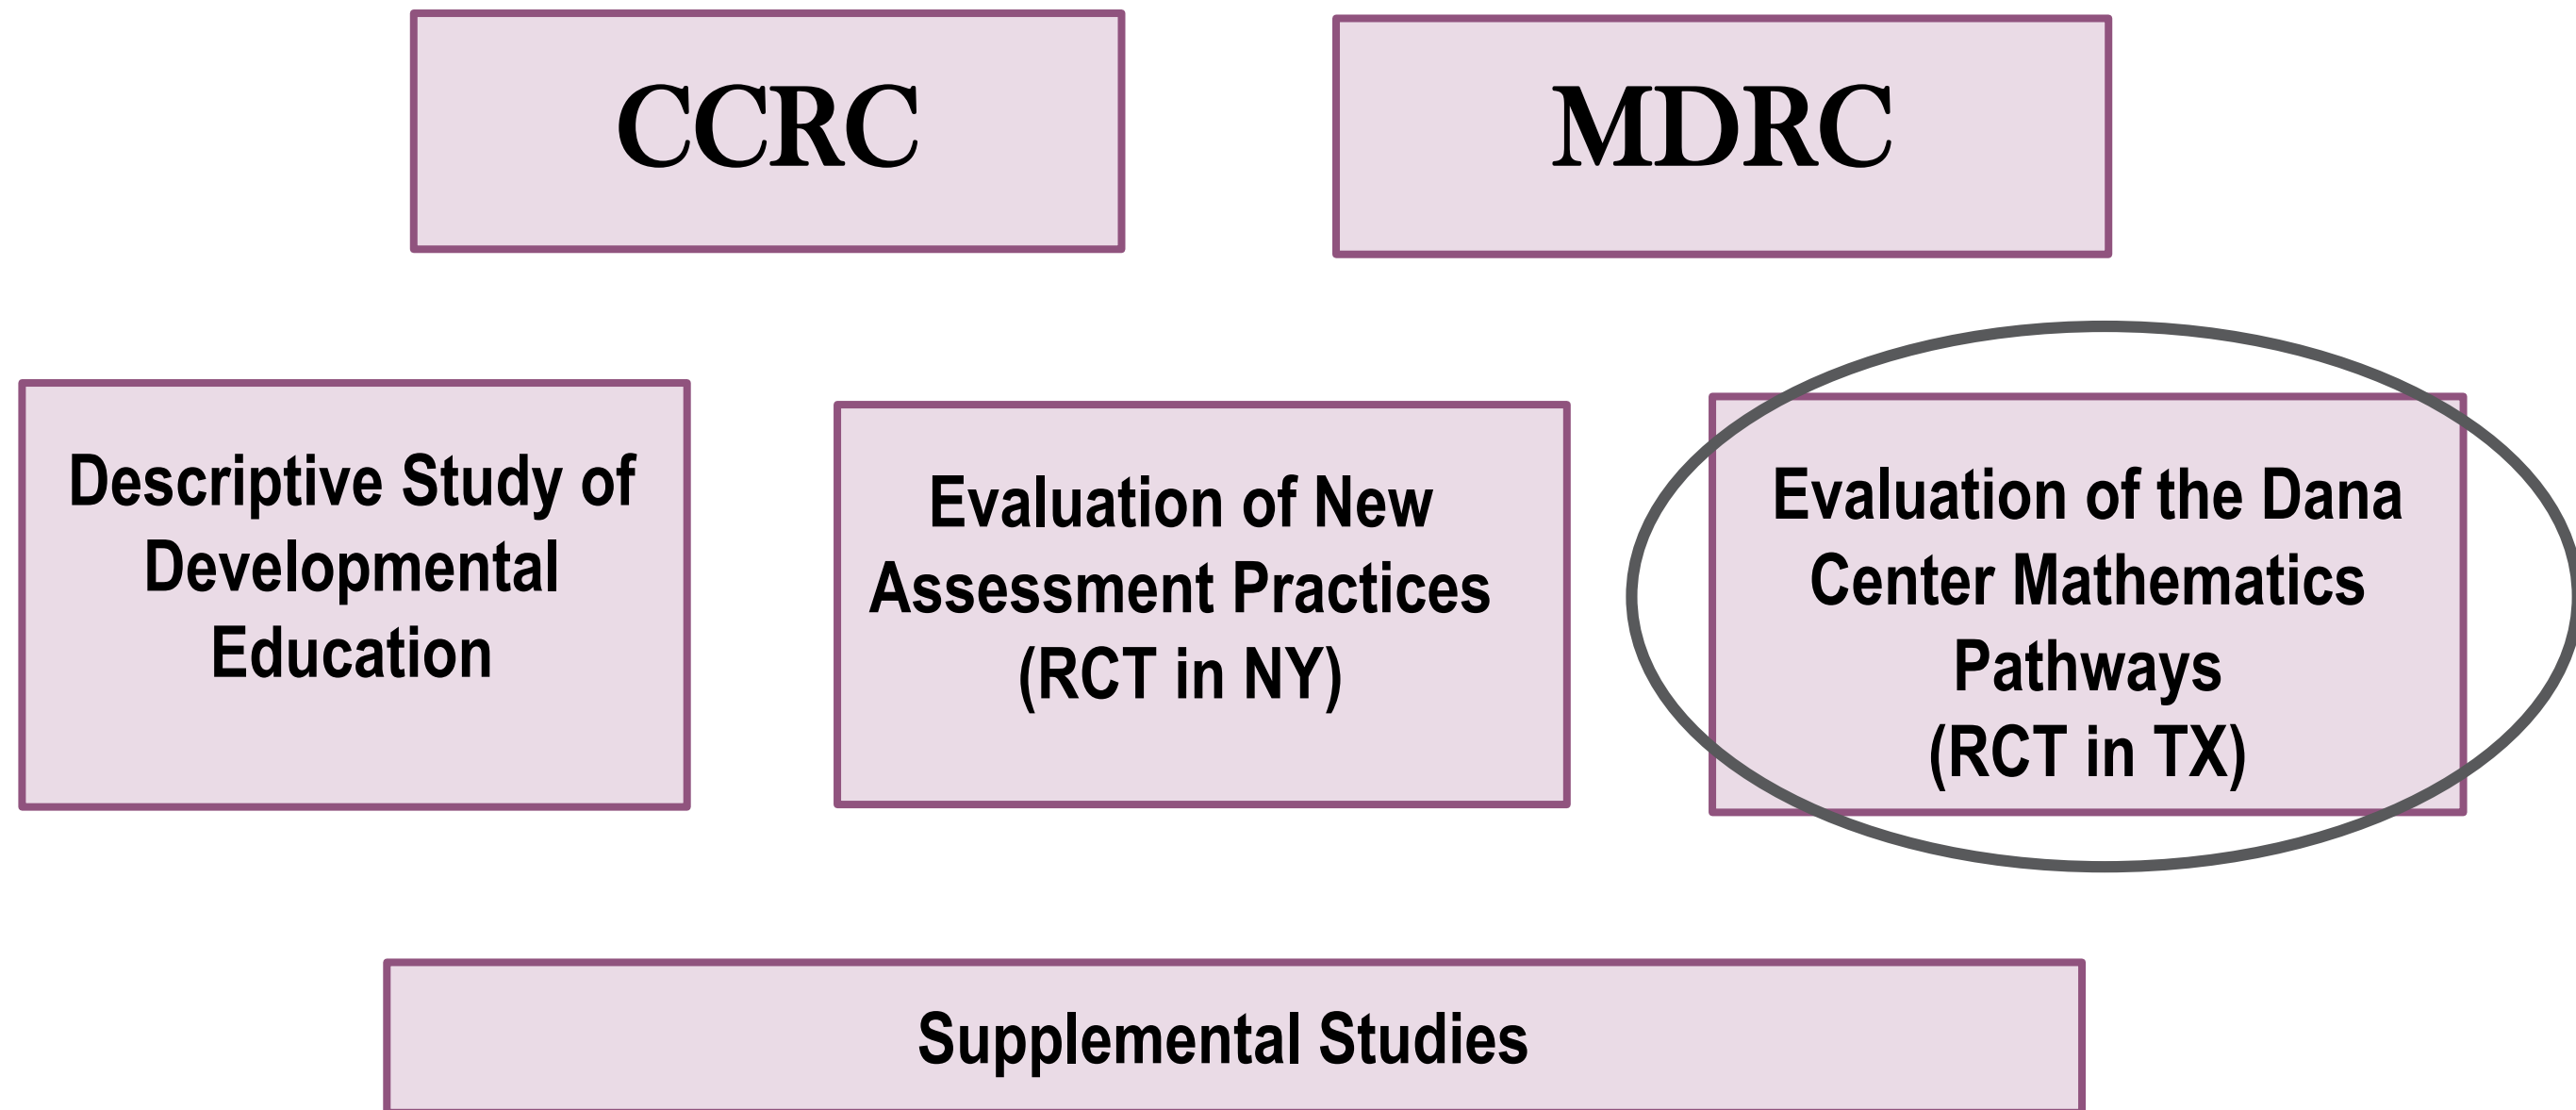 CCRC
MDRC
Descriptive Study of
Developmental
Education
Evaluation of New
Assessment Practices
(RCT in NY)
Evaluation of the Dana
Center Mathematics
Pathways
(RCT in TX)
Supplemental Studies